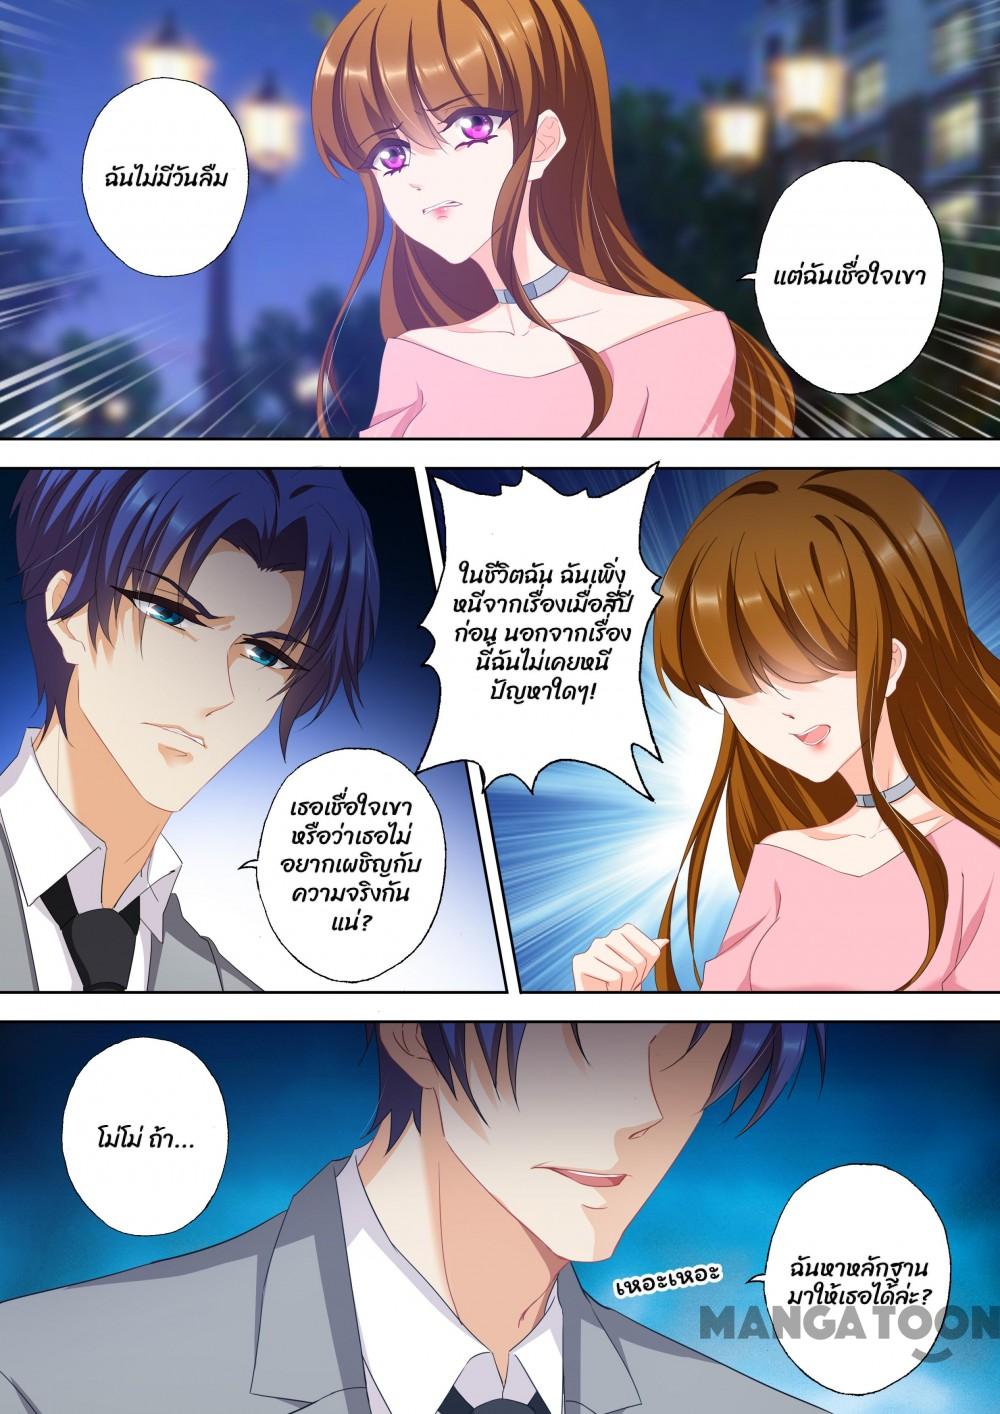 ฉันไม่มีวันลืม
แต่ฉันเชื่อใจเขา
ในชีวิตฉัน ฉันเพิ่ง
หนีจากเรื่องเมื่อสี่ปี
ก่อน นอกจากเรื่อง
นี้ฉันไม่เคยหนี
ปัญหาใดๆ!
เธอเชื่อใจเขา
หรือว่าเธอไม่
อยากเผชิญกับ
ความจริงกัน
แน่?
โม่โม่ ถ้า...
เหอะเหอะ
ฉันหาหลักฐาน
มาให้เธอได้ล่ะ?
MANGATOON